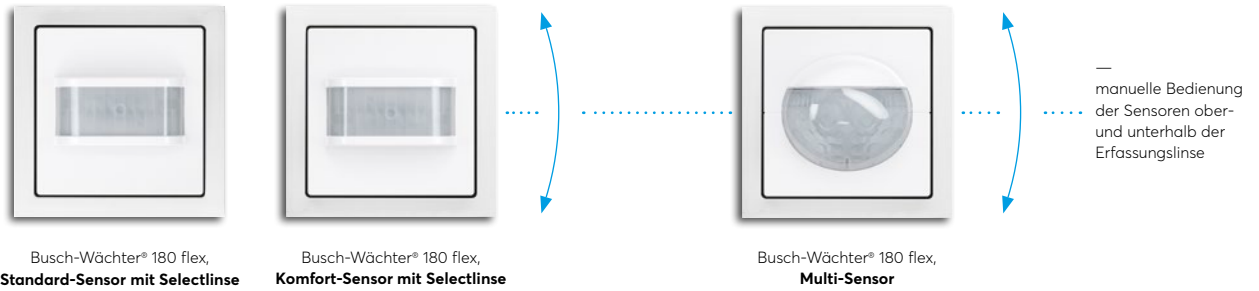 —
manuelle Bedienung
der Sensoren ober-
und unterhalb der
Erfassungslinse
Busch-Wächter® 180 flex,
Standard-Sensor mit Selectlinse
Busch-Wächter® 180 flex,
Komfort-Sensor mit Selectlinse
Busch-Wächter® 180 flex,
Multi-Sensor